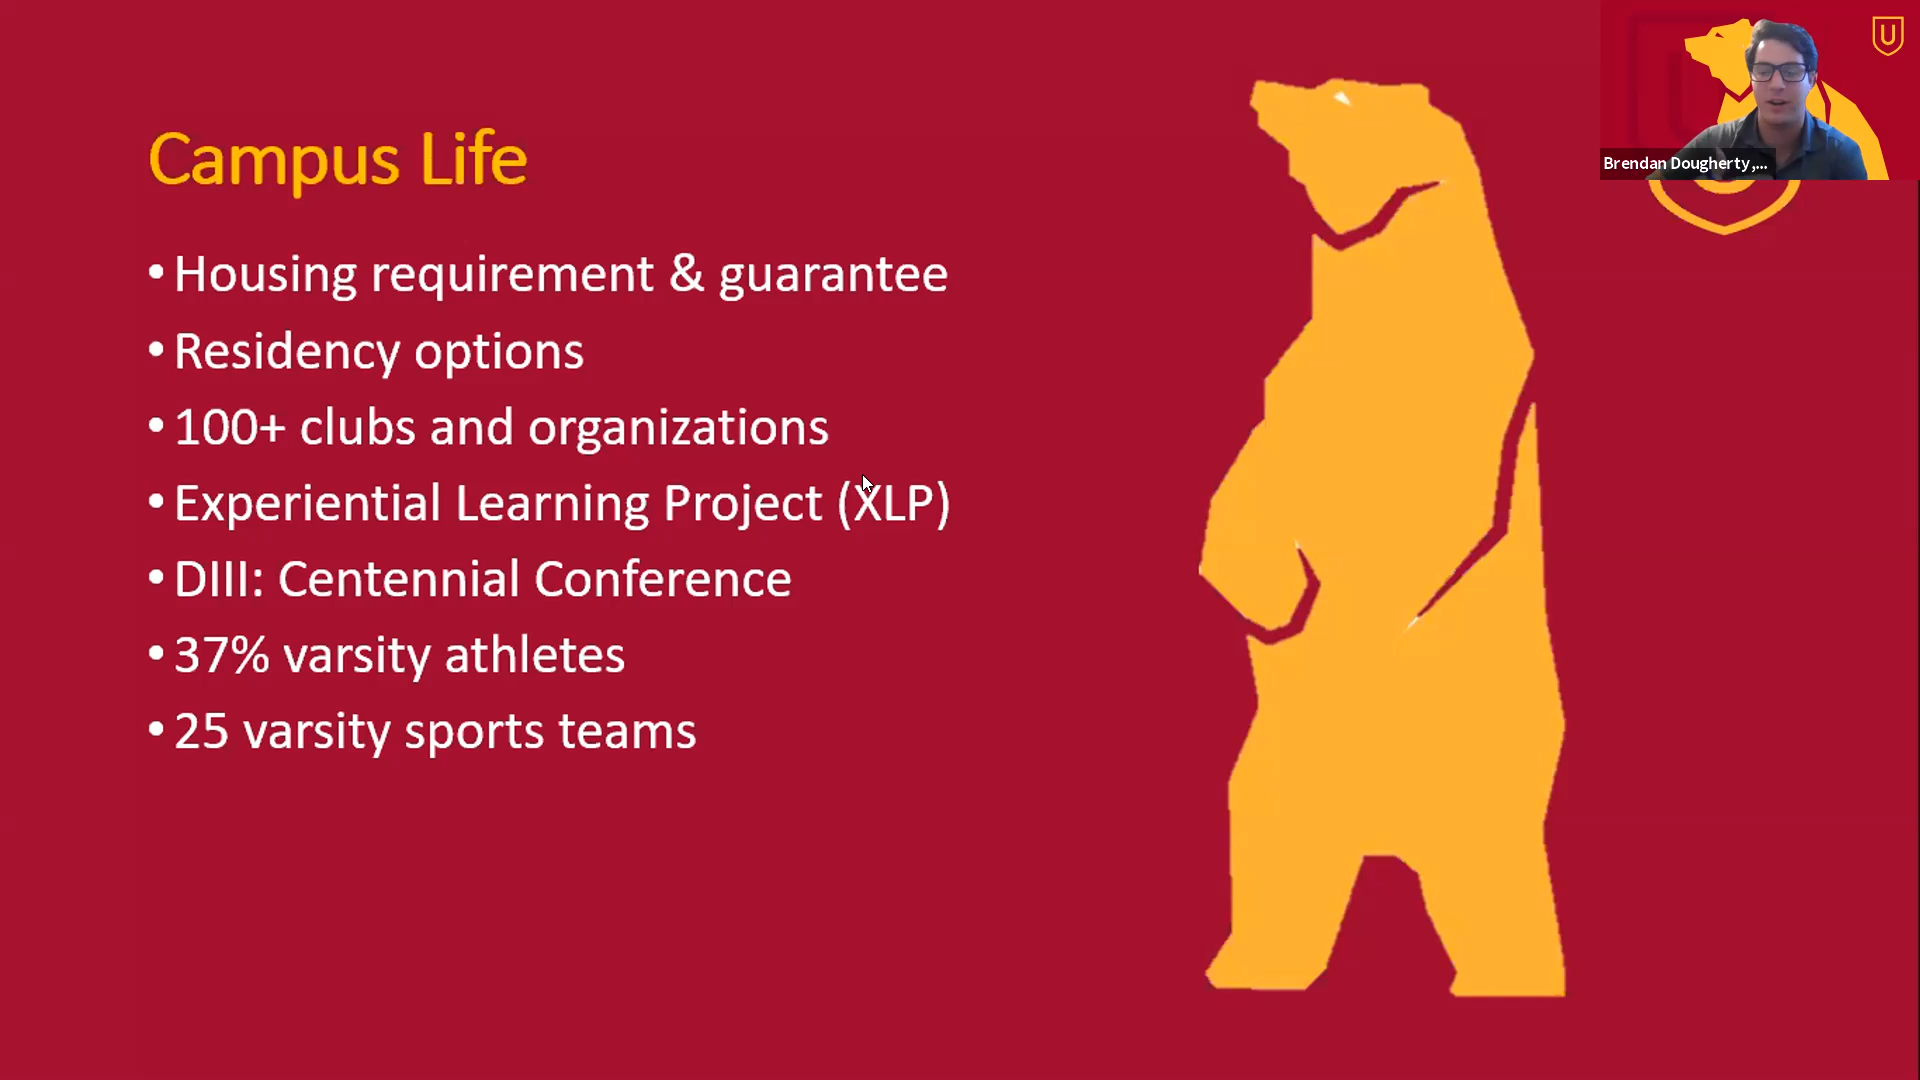 Campus Life
• Housing requirement & guarantee
• Residency options
• 100+ clubs and organizations
• Experiential Learning Project (XLP)
• DIII: Centennial Conference
• 37% varsity athletes
• 25 varsity sports teams
U
Brendan Dougherty,...